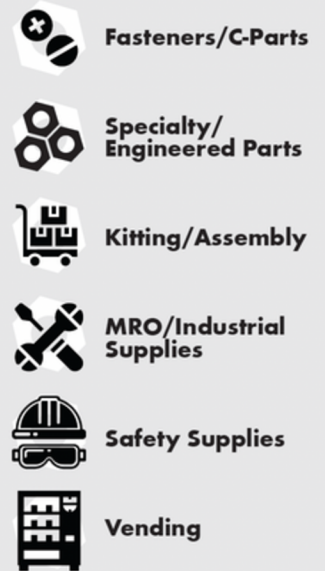 Fasteners/C-Parts
Specialty/
Engineered Parts
Kitting/Assembly
MRO/Industrial
Supplies
Safety Supplies
Vending